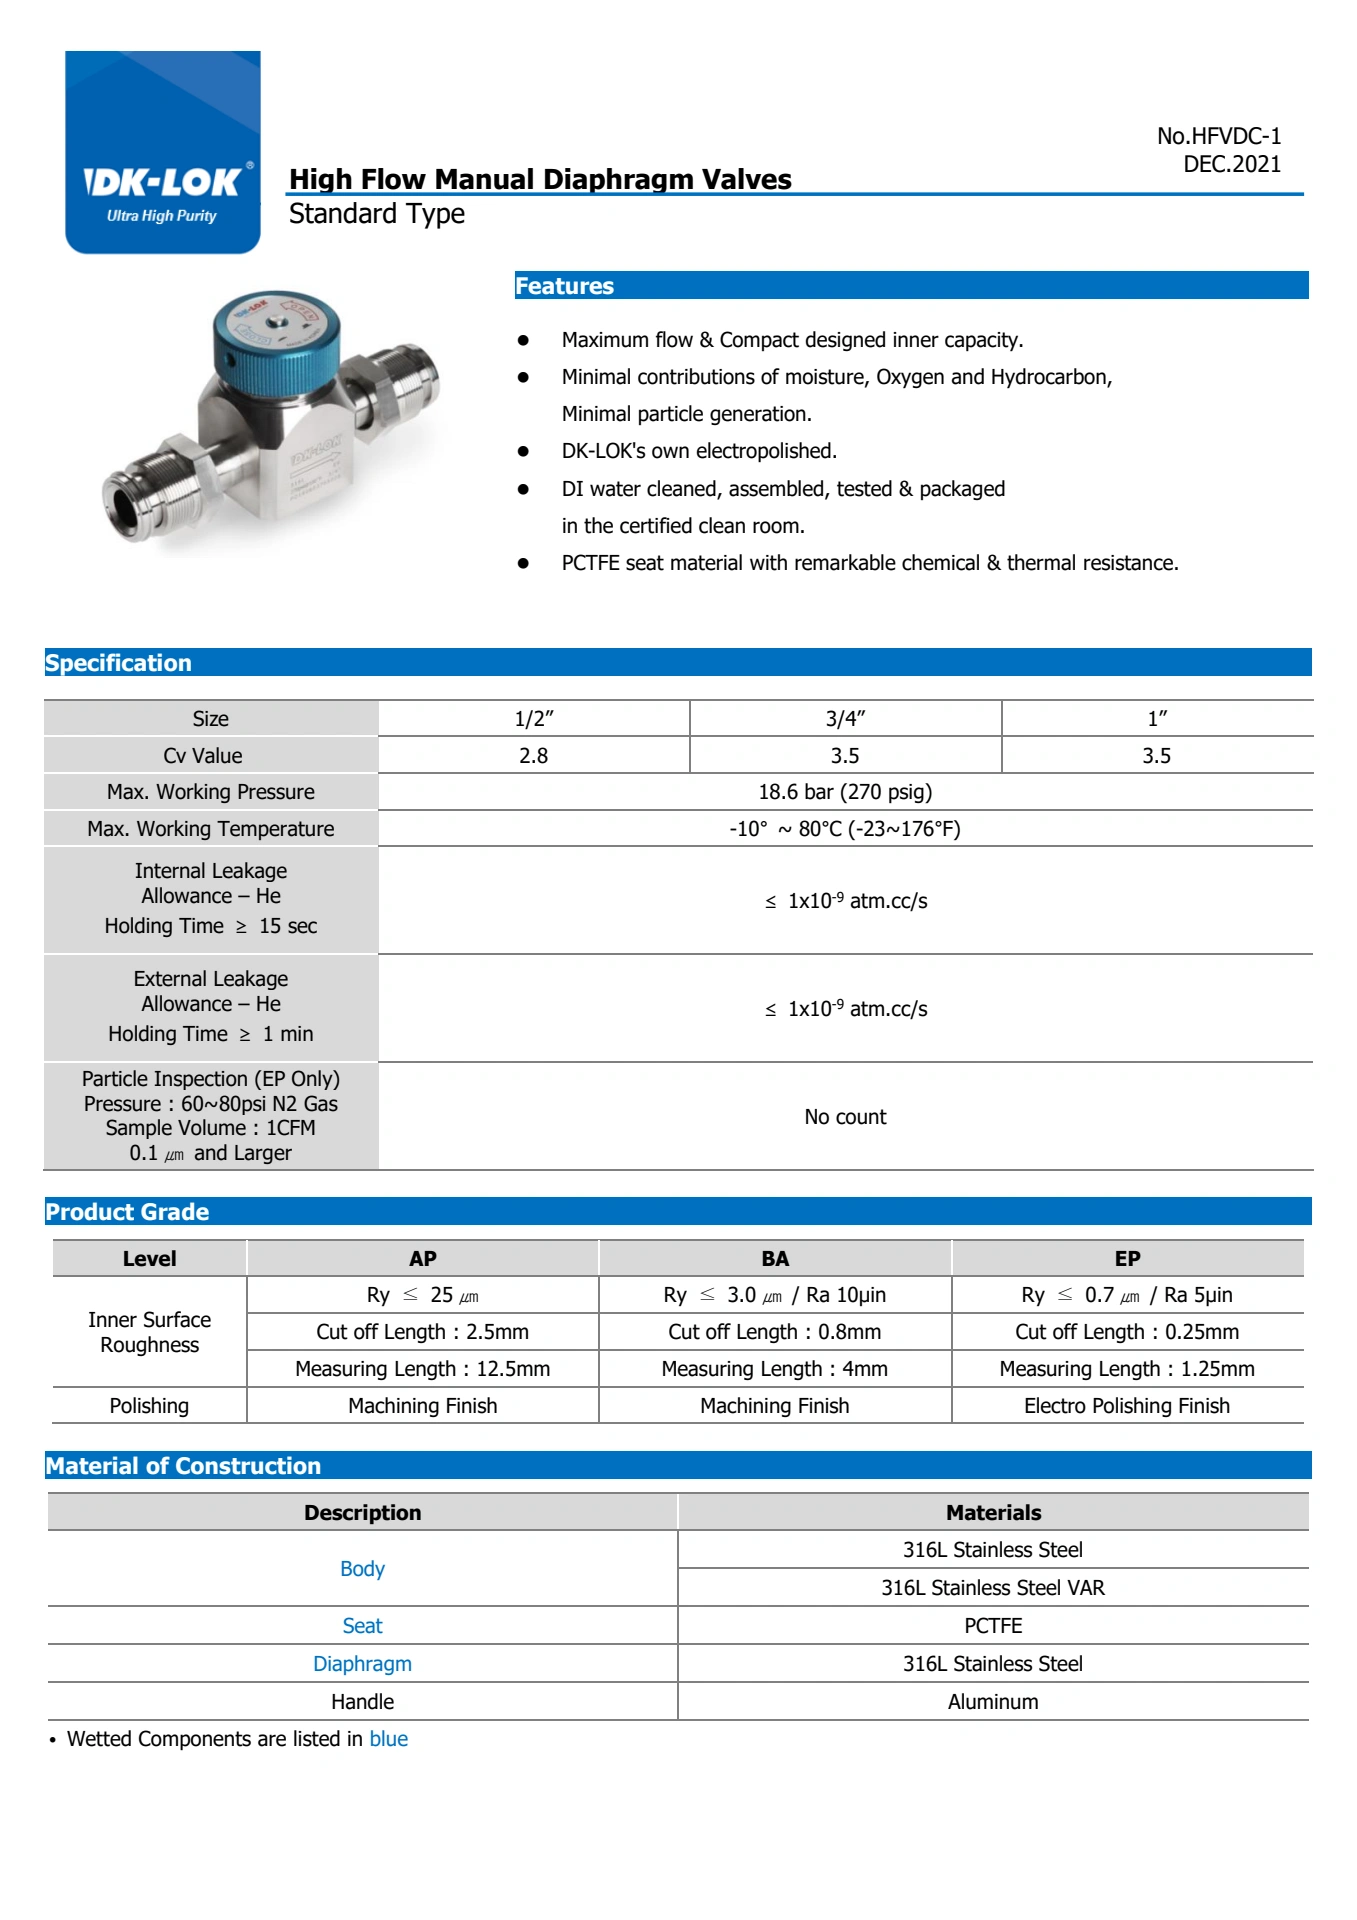 DK-LOK®
Ultra High Purity
No.HFVDC-1
DEC.2021
High Flow Manual Diaphragm Valves
Standard Type
Features
● Maximum flow & Compact designed inner capacity.
● Minimal contributions of moisture, Oxygen and Hydrocarbon,
Minimal particle generation.
● DK-LOK's own electropolished.
● DI water cleaned, assembled, tested & packaged
in the certified clean room.
● PCTFE seat material with remarkable chemical & thermal resistance.
DK-LOK
OPEN
CLOSE
DK-LOK
Specification
Size 1/2” 3/4” 1”
Cv Value 2.8 3.5 3.5
Max. Working Pressure 18.6 bar (270 psig)
Max. Working Temperature -10° ~ 80°C (-23~176°F)
Internal Leakage
Allowance – He
Holding Time ≥ 15 sec
≤ 1x10-9 atm.cc/s
External Leakage
Allowance – He
Holding Time ≥ 1 min
≤ 1x10-9 atm.cc/s
Particle Inspection (EP Only)
Pressure : 60~80psi N2 Gas
Sample Volume : 1CFM
0.1 ㎛ and Larger
No count
Product Grade
Level AP BA EP
Inner Surface
Roughness
Ry ≤ 25 ㎛ Ry ≤ 3.0 ㎛ / Ra 10µin Ry ≤ 0.7 ㎛ / Ra 5µin
Cut off Length : 2.5mm Cut off Length : 0.8mm Cut off Length : 0.25mm
Measuring Length : 12.5mm Measuring Length : 4mm Measuring Length : 1.25mm
Polishing Machining Finish Machining Finish Electro Polishing Finish
Material of Construction
Description Materials
Body 316L Stainless Steel
316L Stainless Steel VAR
Seat PCTFE
Diaphragm 316L Stainless Steel
Handle Aluminum
• Wetted Components are listed in blue